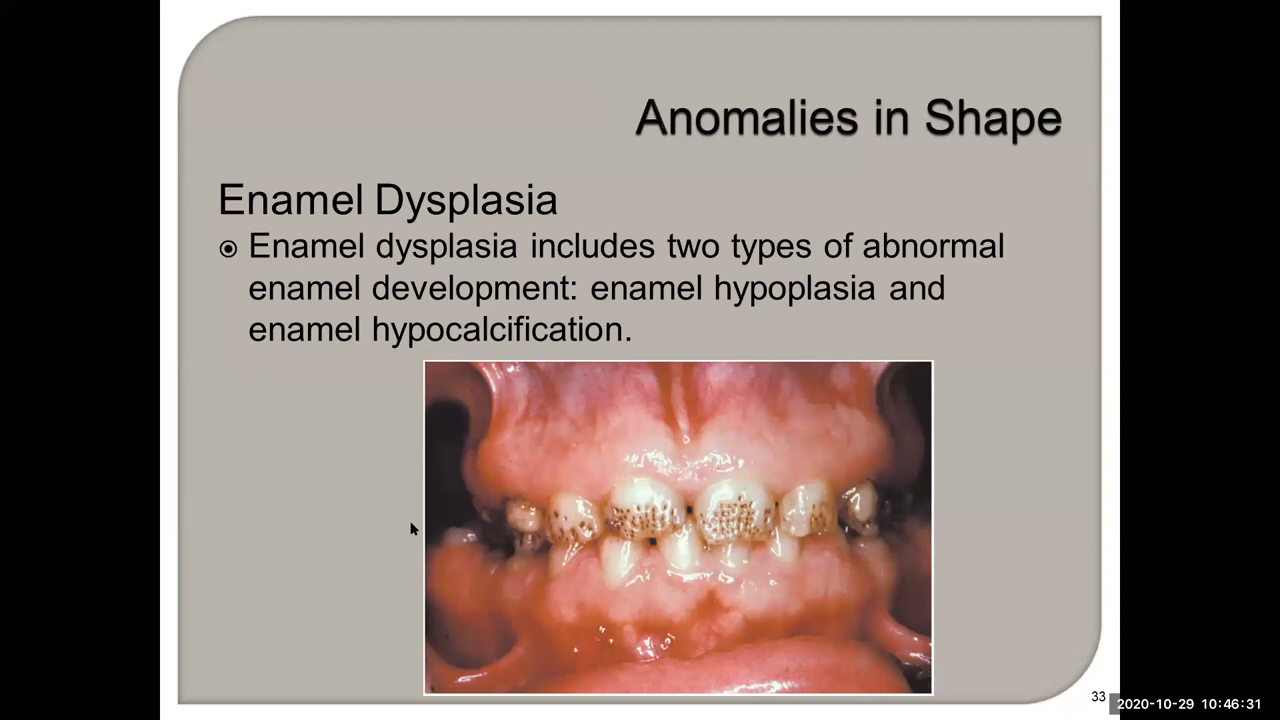 Anomalies in Shape
Enamel Dysplasia
Enamel dysplasia includes two types of abnormal
enamel development: enamel hypoplasia and
enamel hypocalcification.
33
2020-10-29 10:46:31